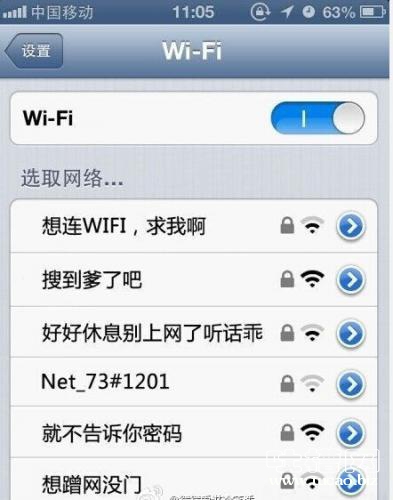 中国移动 11:05 63%
设置 Wi-Fi
Wi-Fi
选取网络...
想连WIFI，求我啊
搜到爹了吧
好好休息别上网了听话乖
Net_73#1201
就不告诉你密码
想蹭网没门